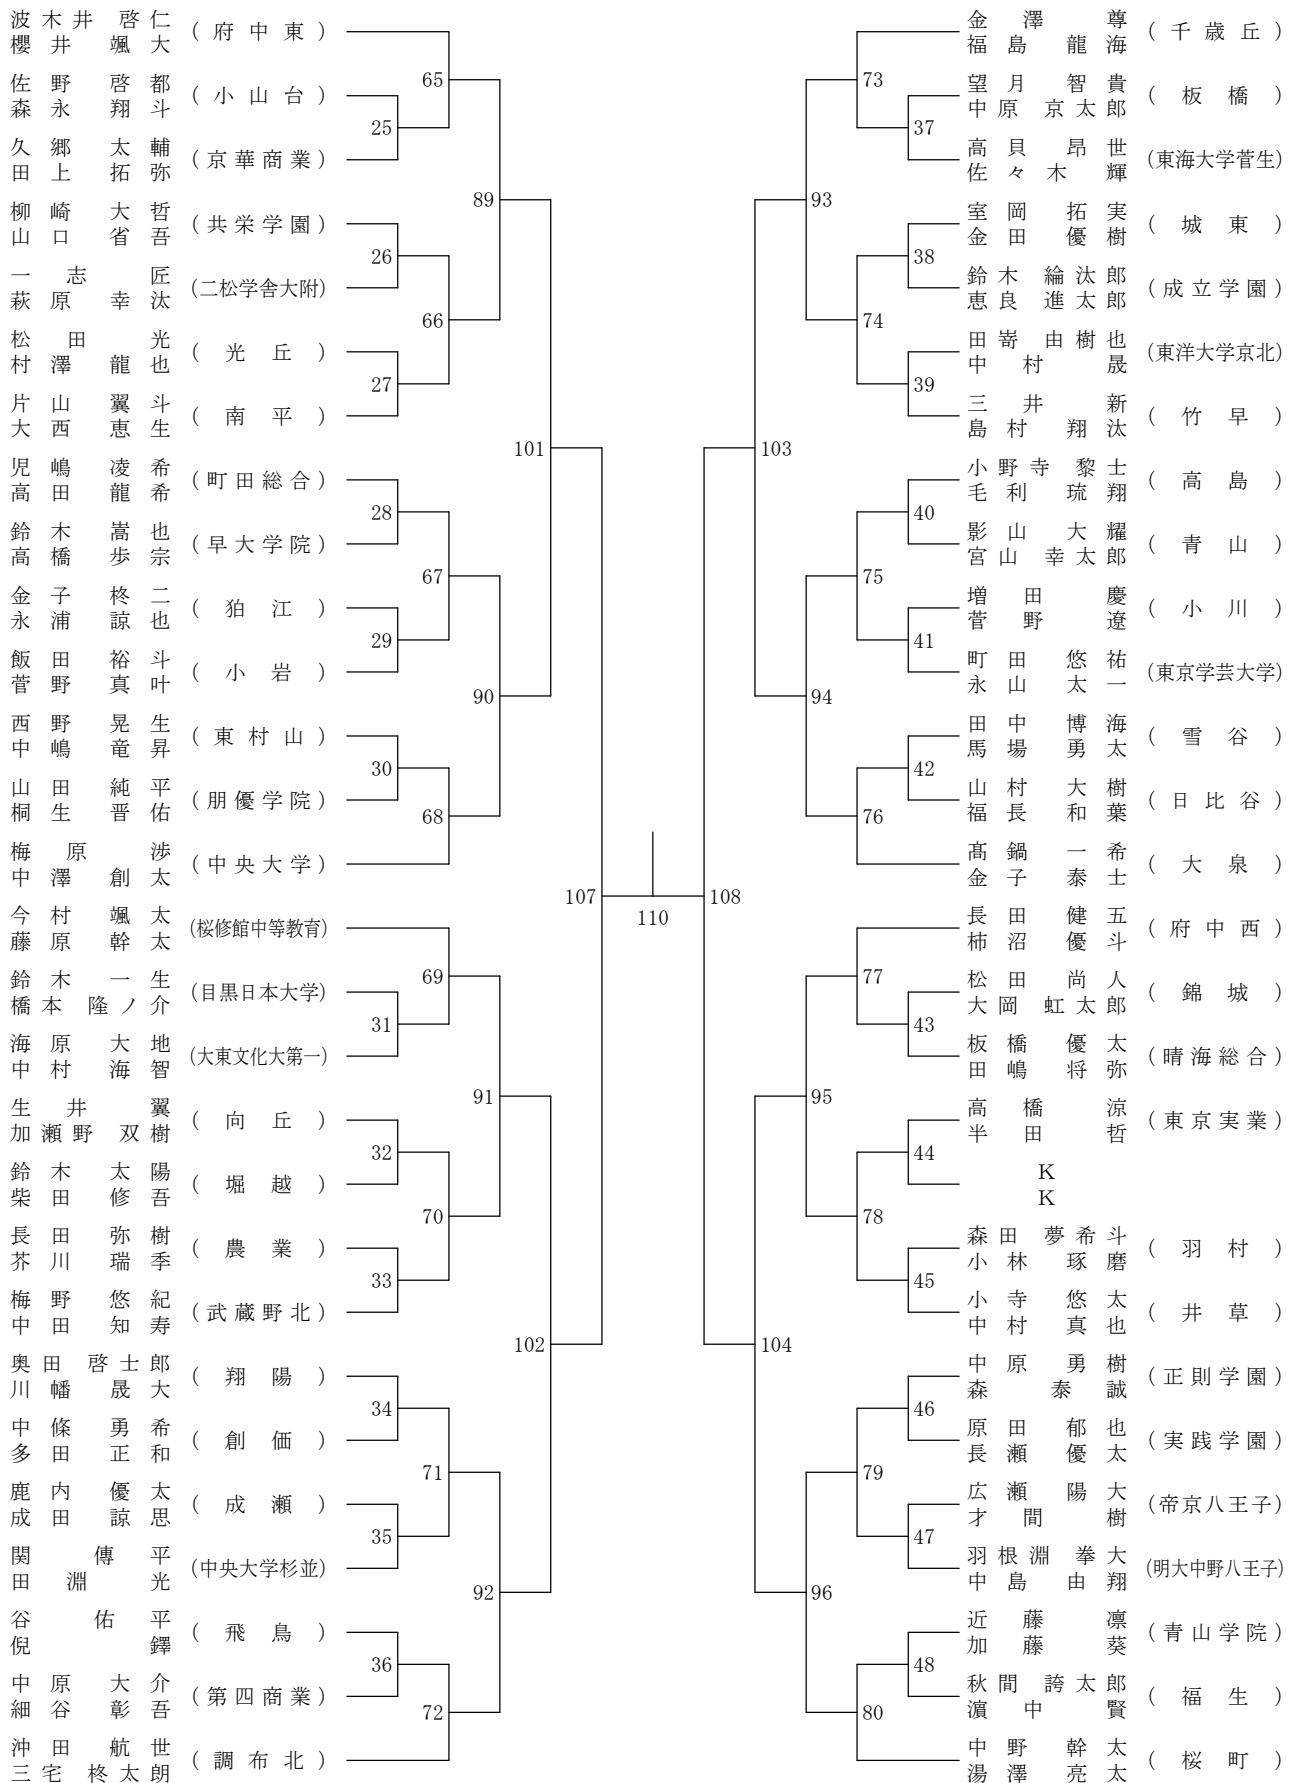 波木井 啓仁
櫻井 颯大 (府中東)
佐野 啓都
森永 翔斗 (小山台)
久郷 太輔
田上 拓弥 (京華商業)
柳崎 大哲
山口 省吾 (共栄学園)
一志 匠
萩原 幸汰 (二松学舎大附)
松田 光
村澤 龍也 (光丘)
片山 翼斗
大西 恵生 (南平)
児嶋 凌希
高田 龍希 (町田総合)
鈴木 嵩也
高橋 歩宗 (早大学院)
金子 柊二
永浦 諒也 (狛江)
飯田 裕斗
菅野 真叶 (小岩)
西野 晃生
中嶋 竜昇 (東村山)
山田 純平
桐生 晋佑 (朋優学院)
梅原 渉
中澤 創太 (中央大学)
今村 颯太
藤原 幹太 (桜修館中等教育)
鈴木 一生
橋本 隆ノ介 (目黒日本大学)
海原 大地
中村 海智 (大東文化大第一)
生井 翼
加瀬野 双樹 (向丘)
鈴木 太陽
柴田 修吾 (堀越)
長田 弥樹
芥川 瑞季 (農業)
梅野 悠紀
中田 知寿 (武蔵野北)
奥田 啓士郎
川幡 晟大 (翔陽)
中條 勇希
多田 正和 (創価)
鹿内 優太
成田 諒思 (成瀬)
関 傳平
田淵 光 (中央大学杉並)
谷 佑平
倪 鐸 (飛鳥)
中原 大介
細谷 彰吾 (第四商業)
沖田 航世
三宅 柊太朗 (調布北)
65
25
89
26
66
27
101
28
67
29
90
30
68
107
69
31
91
32
70
33
102
34
71
35
92
36
72
110
108
73
37
93
38
74
39
103
40
75
41
94
42
76
77
43
95
44
78
45
104
46
79
47
96
48
80
金澤 尊
福島 龍海 (千歳丘)
望月 智貴
中原 京太郎 (板橋)
高貝 昂世
佐々木 輝 (東海大学菅生)
室岡 拓実
金田 優樹 (城東)
鈴木 綸汰郎
恵良 進太郎 (成立学園)
田嵜 由樹也
中村 晟 (東洋大学京北)
三井 新
島村 翔汰 (竹早)
小野寺 黎士
毛利 琉翔 (高島)
影山 大耀
宮山 幸太郎 (青山)
増田 慶
菅野 遼 (小川)
町田 悠祐
永山 太一 (東京学芸大学)
田中 博海
馬場 勇太 (雪谷)
山村 大樹
福長 和葉 (日比谷)
髙鍋 一希
金子 泰士 (大泉)
長田 健五
柿沼 優斗 (府中西)
松田 尚人
大岡 虹太郎 (錦城)
板橋 優太
田嶋 将弥 (晴海総合)
高橋 涼
半田 哲 (東京実業)
K
K
森田 夢希斗
小林 琢磨 (羽村)
小寺 悠太
中村 真也 (井草)
中原 勇樹
森 泰誠 (正則学園)
原田 郁也
長瀬 優太 (実践学園)
広瀬 陽大
才間 樹 (帝京八王子)
羽根淵 拳大
中島 由翔 (明大中野八王子)
近藤 凛
加藤 葵 (青山学院)
秋間 誇太郎
濵中 賢 (福生)
中野 幹太
湯澤 亮太 (桜町)